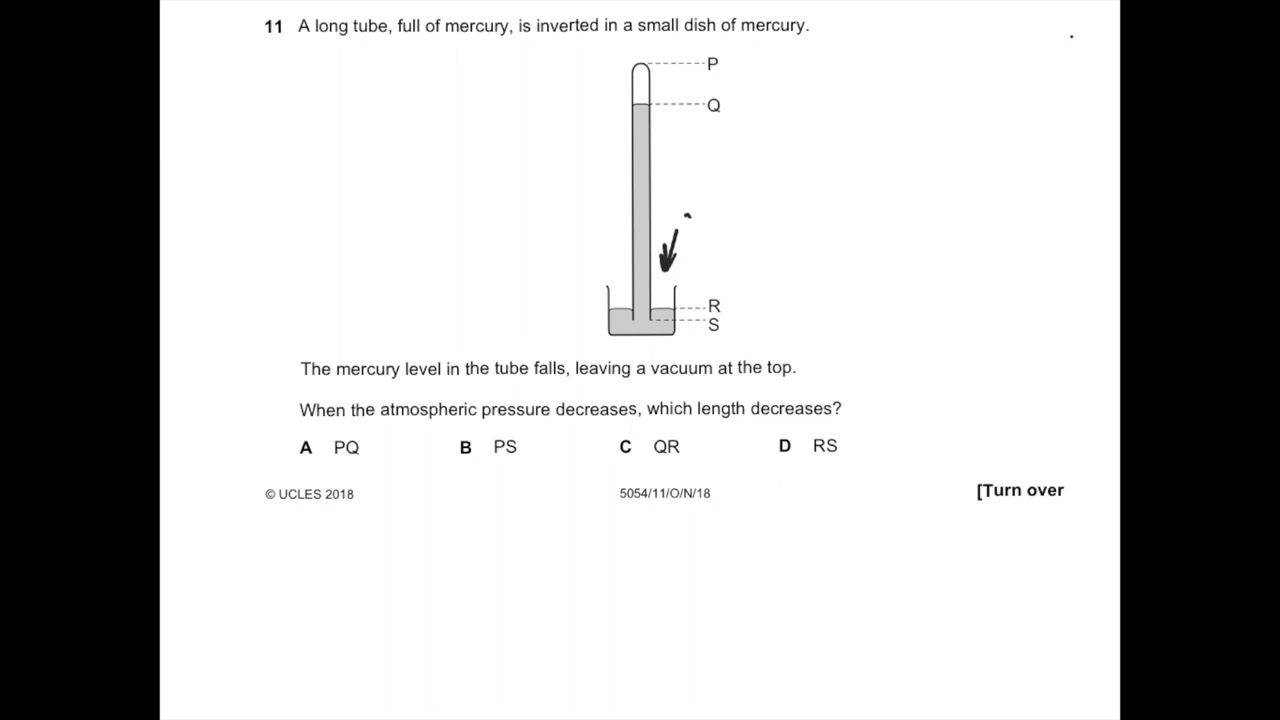 11 A long tube, full of mercury, is inverted in a small dish of mercury.
P
Q
R
S
The mercury level in the tube falls, leaving a vacuum at the top.
When the atmospheric pressure decreases, which length decreases?
A PQ B PS C QR D RS
© UCLES 2018 5054/11/O/N/18 [Turn over